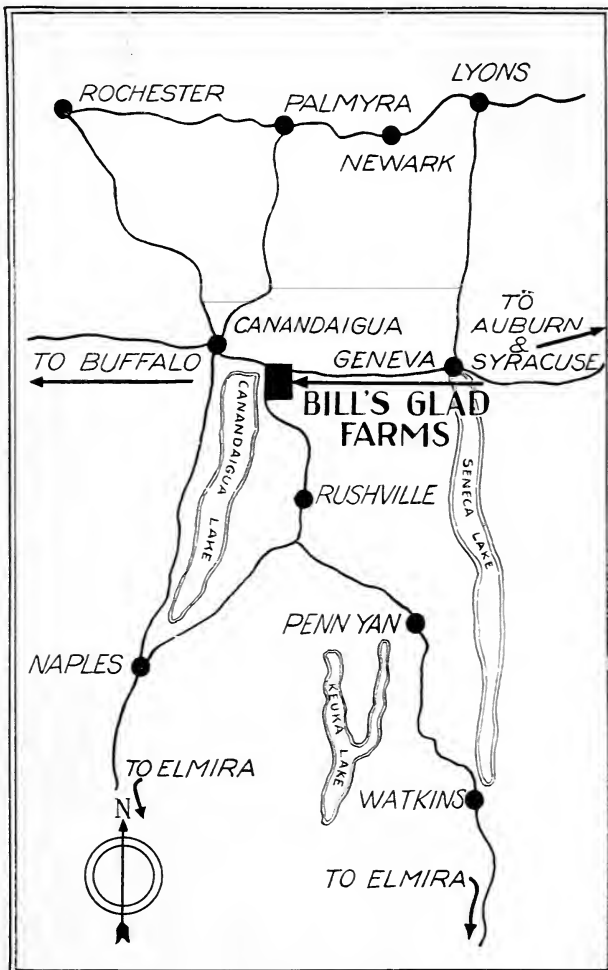 ROCHESTER
PALMYRA
LYONS
NEWARK
CANANDAIGUA
TO
AUBURN
&
SYRACUSE
TO BUFFALO
GENEVA
BILL'S GLAD
FARMS
CANANDAIGUA LAKE
SENECA LAKE
RUSHVILLE
PENN YAN
NAPLES
KEUKA LAKE
TO ELMIRA
N
WATKINS
TO ELMIRA